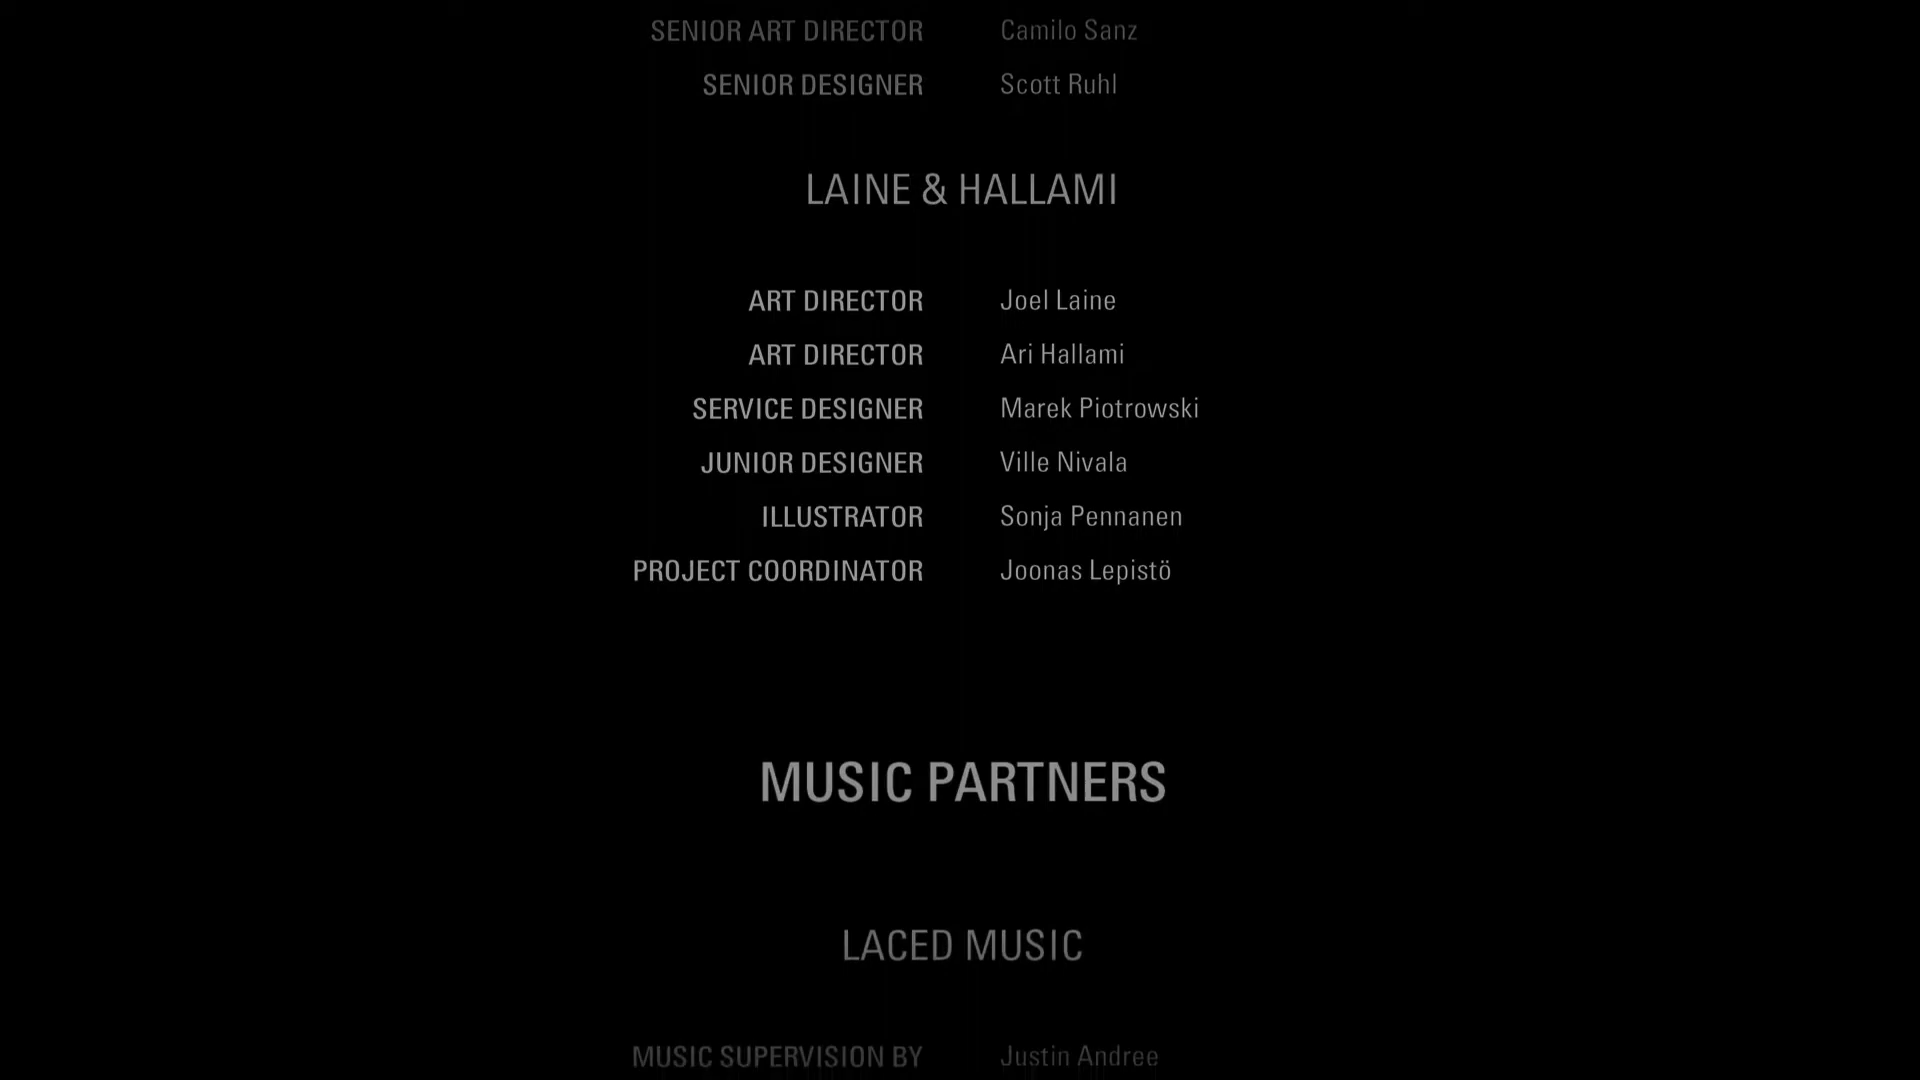 SENIOR ART DIRECTOR Camilo Sanz
SENIOR DESIGNER Scott Ruhl
LAINE & HALLAMI
ART DIRECTOR Joel Laine
ART DIRECTOR Ari Hallami
SERVICE DESIGNER Marek Piotrowski
JUNIOR DESIGNER Ville Nivala
ILLUSTRATOR Sonja Pennanen
PROJECT COORDINATOR Joonas Lepistö
MUSIC PARTNERS
LACED MUSIC
MUSIC SUPERVISION BY Justin Andree